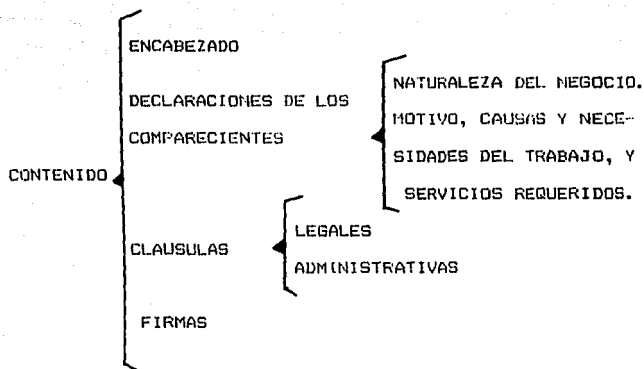 CONTENIDO
ENCABEZADO
DECLARACIONES DE LOS
COMPARECIENTES
NATURALEZA DEL NEGOCIO.
MOTIVO, CAUSAS Y NECE-
SIDADES DEL TRABAJO, Y
SERVICIOS REQUERIDOS.
CLAUSULAS
LEGALES
ADMINISTRATIVAS
FIRMAS